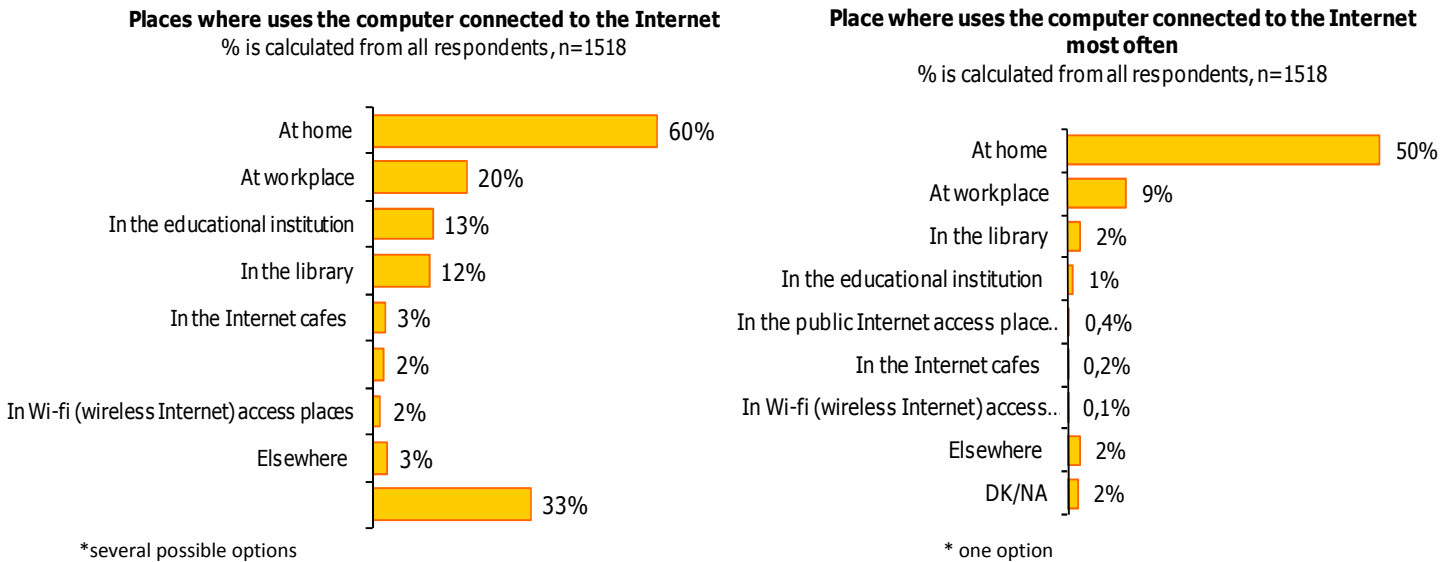 Places where uses the computer connected to the Internet
% is calculated from all respondents, n=1518
At home 60%
At workplace 20%
In the educational institution 13%
In the library 12%
In the Internet cafes 3%
2%
In Wi-fi (wireless Internet) access places 2%
Elsewhere 3%
33%
*several possible options
Place where uses the computer connected to the Internet
most often
% is calculated from all respondents, n=1518
At home 50%
At workplace 9%
In the library 2%
In the educational institution 1%
In the public Internet access place.. 0,4%
In the Internet cafes 0,2%
In Wi-fi (wireless Internet) access... 0,1%
Elsewhere 2%
DK/NA 2%
* one option